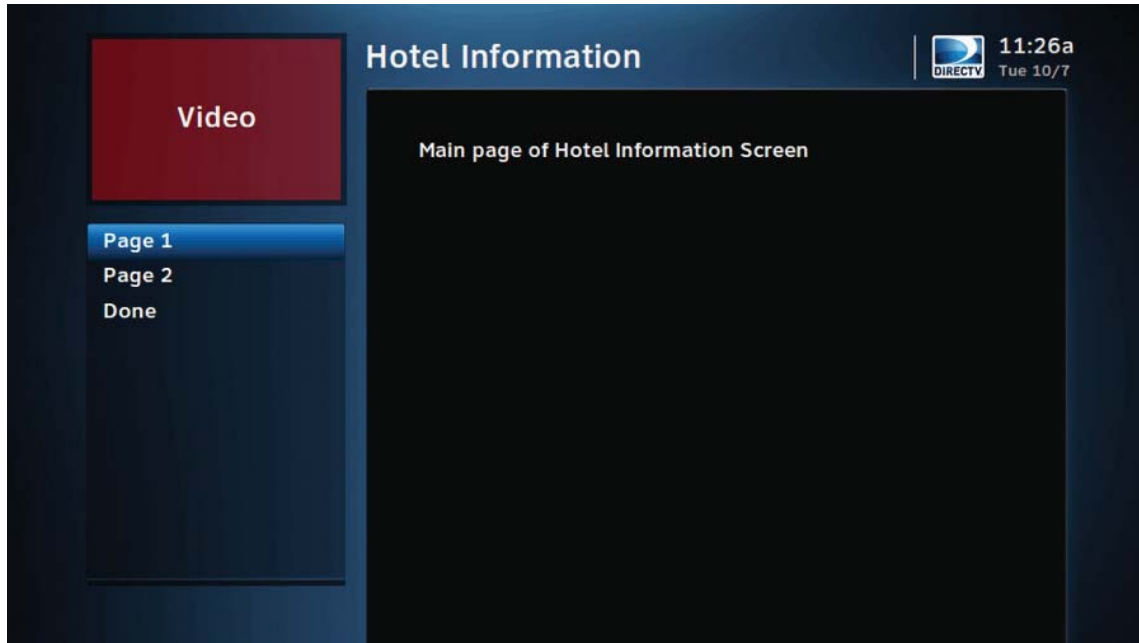 Hotel Information
DIRECTV
11:26a
Tue 10/7
Video
Main page of Hotel Information Screen
Page 1
Page 2
Done